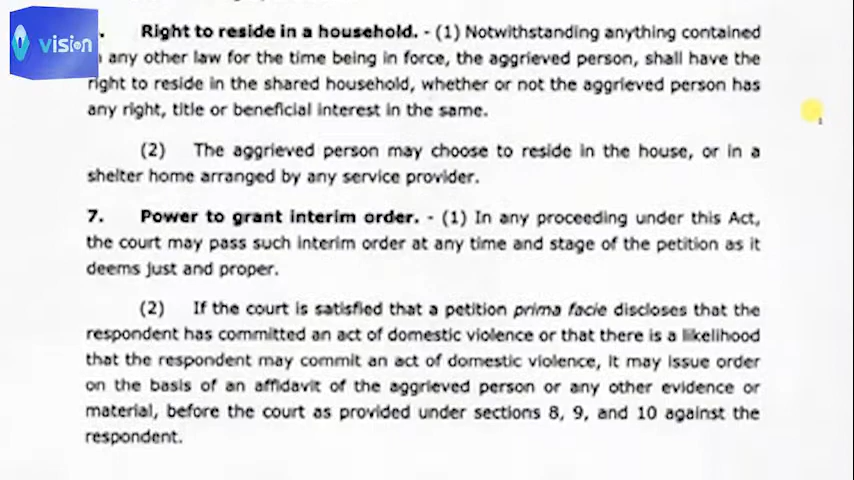 vision
. Right to reside in a household. - (1) Notwithstanding anything contained
any other law for the time being in force, the aggrieved person, shall have the
right to reside in the shared household, whether or not the aggrieved person has
any right, title or beneficial interest in the same.
(2) The aggrieved person may choose to reside in the house, or in a
shelter home arranged by any service provider.
7. Power to grant interim order. - (1) In any proceeding under this Act,
the court may pass such interim order at any time and stage of the petition as it
deems just and proper.
(2) If the court is satisfied that a petition prima facie discloses that the
respondent has committed an act of domestic violence or that there is a likelihood
that the respondent may commit an act of domestic violence, it may issue order
on the basis of an affidavit of the aggrieved person or any other evidence or
material, before the court as provided under sections 8, 9, and 10 against the
respondent.